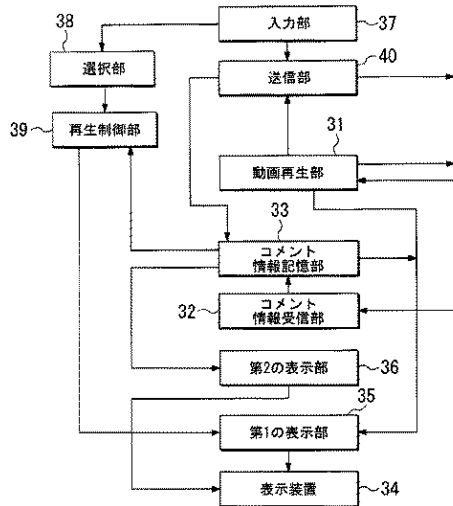 38
入力部
37
選択部
送信部
40
39
再生制御部
31
動画再生部
33
コメント
情報記憶部
32
コメント
情報受信部
第2の表示部
36
35
第1の表示部
表示装置
34